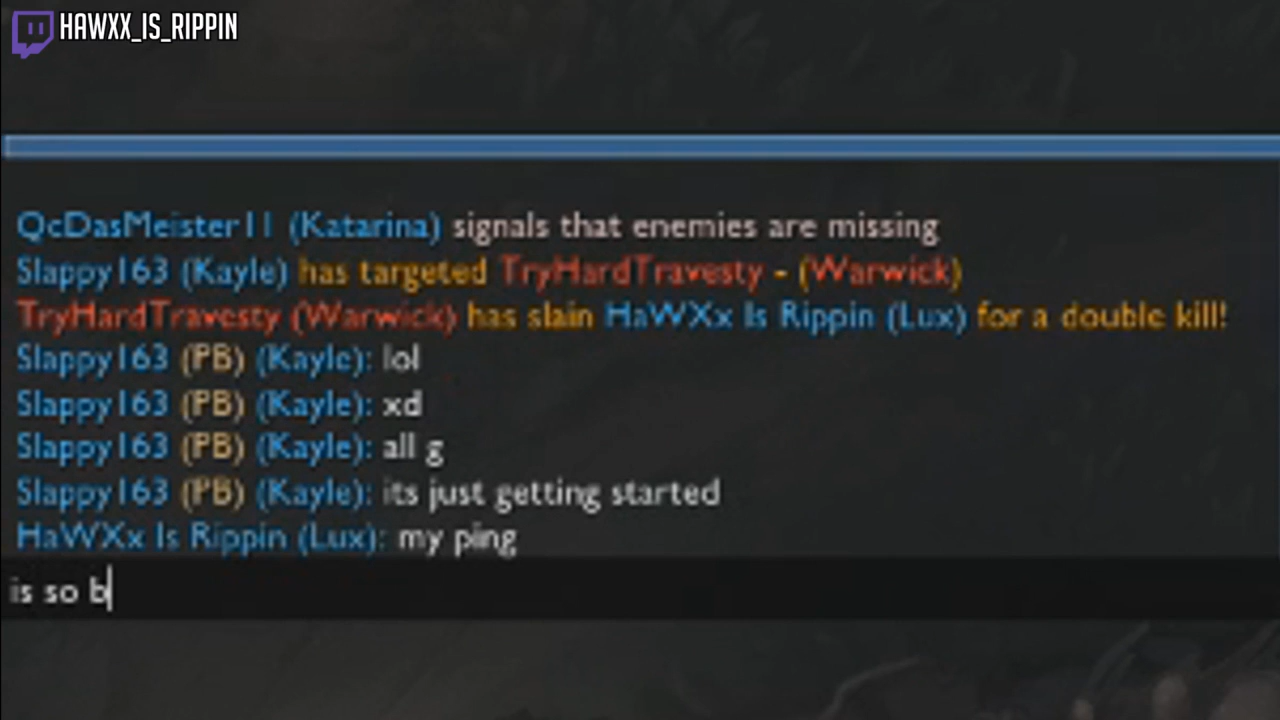 HAWXX_IS_RIPPIN
QcDasMeister11 (Katarina) signals that enemies are missing
Slappy163 (Kayle) has targeted TryHardTravesty - (Warwick)
TryHardTravesty (Warwick) has slain HaWXx Is Rippin (Lux) for a double kill!
Slappy163 (PB) (Kayle): lol
Slappy163 (PB) (Kayle): xd
Slappy163 (PB) (Kayle): all g
Slappy163 (PB) (Kayle): its just getting started
HaWXx Is Rippin (Lux): my ping
is so b